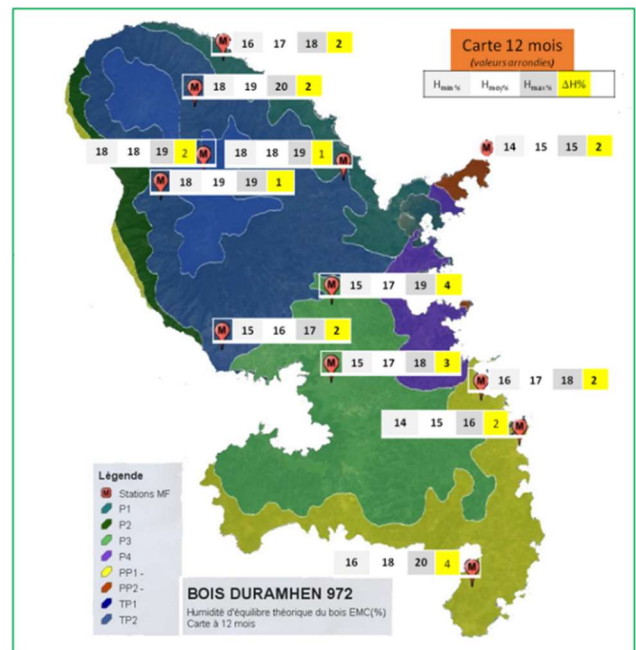 Carte 12 mois
(valeurs arrondies)
Hmin% Hmoy% Hmax% ΔH%
M 16 17 18 2
M 18 19 20 2
18 18 19 2 M
18 18 19 1 M
M 14 15 15 2
M 18 19 19 1
M 15 17 19 4
M 15 16 17 2
M 15 17 18 3
M 16 17 18 2
14 15 16 2 M
16 18 20 4 M
Légende
M Stations MF
P1
P2
P3
P4
PP1 -
PP2 -
TP1
TP2
BOIS DURAMHEN 972
Humidité d'équilibre théorique du bois EMC(%)
Carte à 12 mois